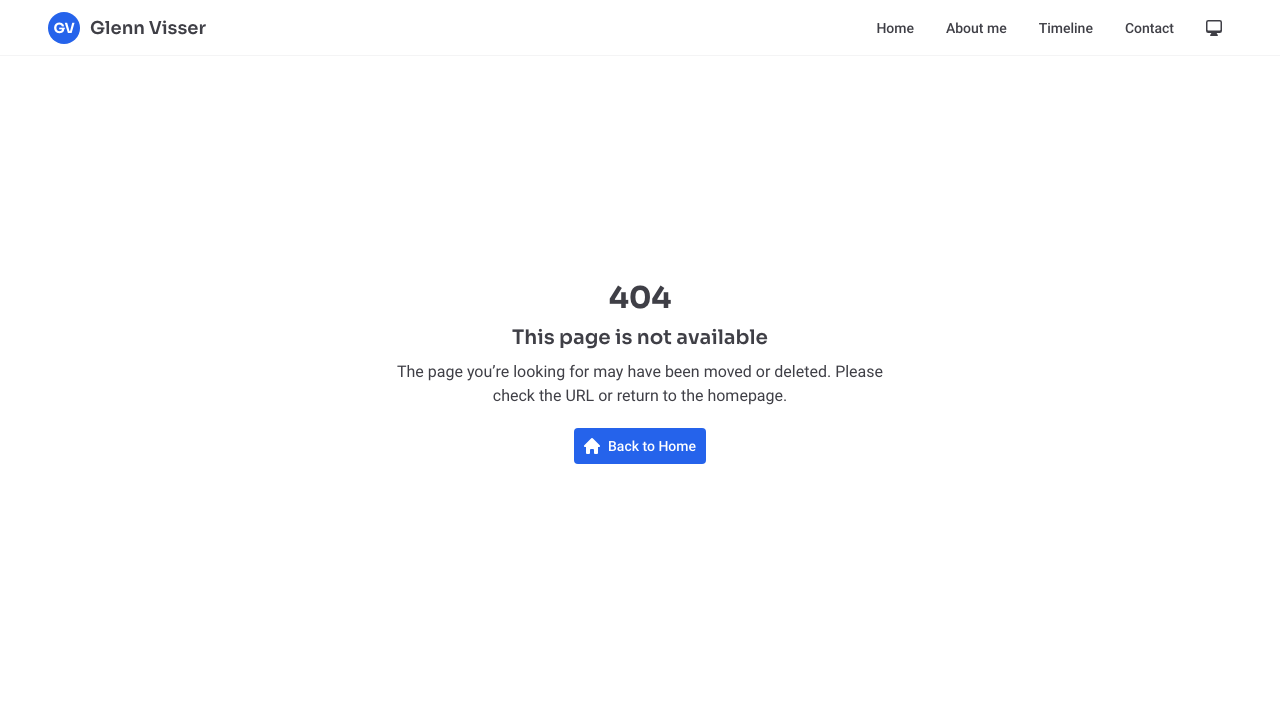 GV Glenn Visser
Home About me Timeline Contact
404
This page is not available
The page you’re looking for may have been moved or deleted. Please
check the URL or return to the homepage.
Back to Home